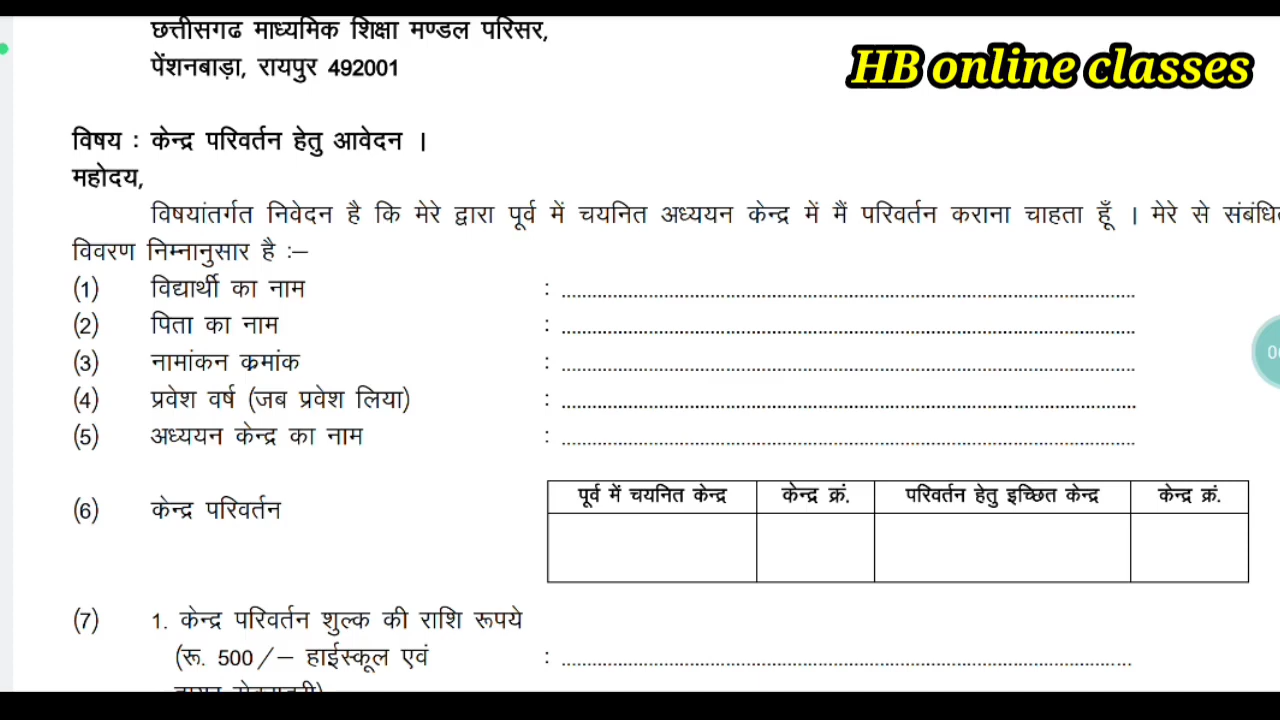 छत्तीसगढ माध्यमिक शिक्षा मण्डल परिसर,
पेंशनबाड़ा, रायपुर 492001
HB online classes
विषय : केन्द्र परिवर्तन हेतु आवेदन ।
महोदय,
विषयांतर्गत निवेदन है कि मेरे द्वारा पूर्व में चयनित अध्ययन केन्द्र में मैं परिवर्तन कराना चाहता हूँ । मेरे से
विवरण निम्नानुसार है :–
(1) विद्यार्थी का नाम : ........................................
(2) पिता का नाम : ........................................
(3) नामांकन क्रमांक : ........................................
(4) प्रवेश वर्ष (जब प्रवेश लिया) : ........................................
(5) अध्ययन केन्द्र का नाम : ........................................
पूर्व में चयनित केन्द्र केन्द्र क्रं. परिवर्तन हेतु इच्छित केन्द्र केन्द्र क्रं.
(6) केन्द्र परिवर्तन
(7) 1. केन्द्र परिवर्तन शुल्क की राशि रूपये
(रू. 500/– हाईस्कूल एवं : ........................................